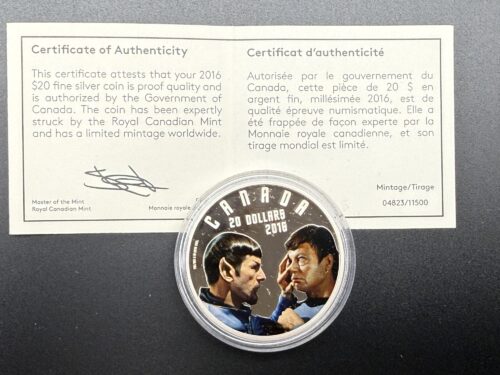 Certificate of Authenticity
This certificate attests that your 2016
$20 fine silver coin is proof quality and
is authorized by the Government of
Canada. The coin has been expertly
struck by the Royal Canadian Mint
and has a limited mintage worldwide.
Master of the Mint
Royal Canadian Mint
Monnaie royale
Certificat d'authenticité
Autorisée par le gouvernement du
Canada, cette pièce de 20 $ en
argent fin, millésimée 2016, est de
qualité épreuve numismatique. Elle a
été frappée de façon experte par la
Monnaie royale canadienne, et son
tirage mondial est limité.
Mintage/Tirage
04823/11500
CANADA
20 DOLLARS
2016